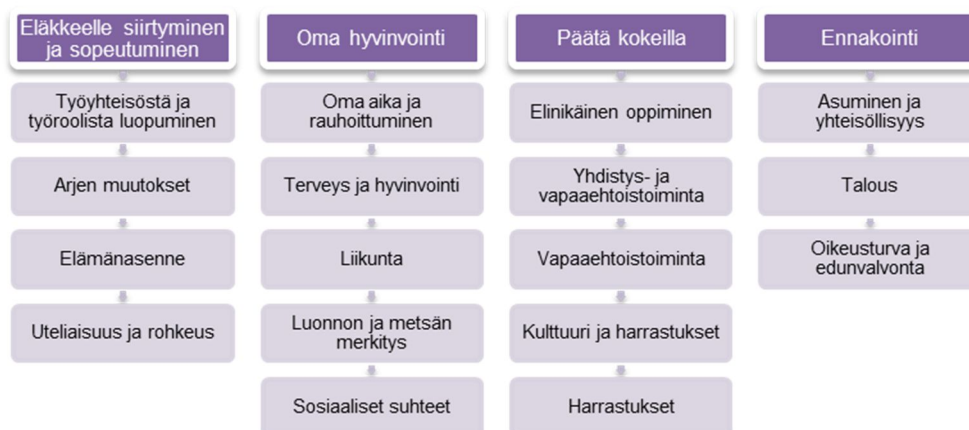 Eläkkeelle siirtyminen
ja sopeutuminen
Työyhteisöstä ja
työroolista luopuminen
Arjen muutokset
Elämänasenne
Uteliaisuus ja rohkeus
Oma hyvinvointi
Oma aika ja
rauhoittuminen
Terveys ja hyvinvointi
Liikunta
Luonnon ja metsän
merkitys
Sosiaaliset suhteet
Päätä kokeilla
Elinikäinen oppiminen
Yhdistys- ja
vapaaehtoistoiminta
Vapaaehtoistoiminta
Kulttuuri ja harrastukset
Harrastukset
Ennakointi
Asuminen ja
yhteisöllisyys
Talous
Oikeusturva ja
edunvalvonta